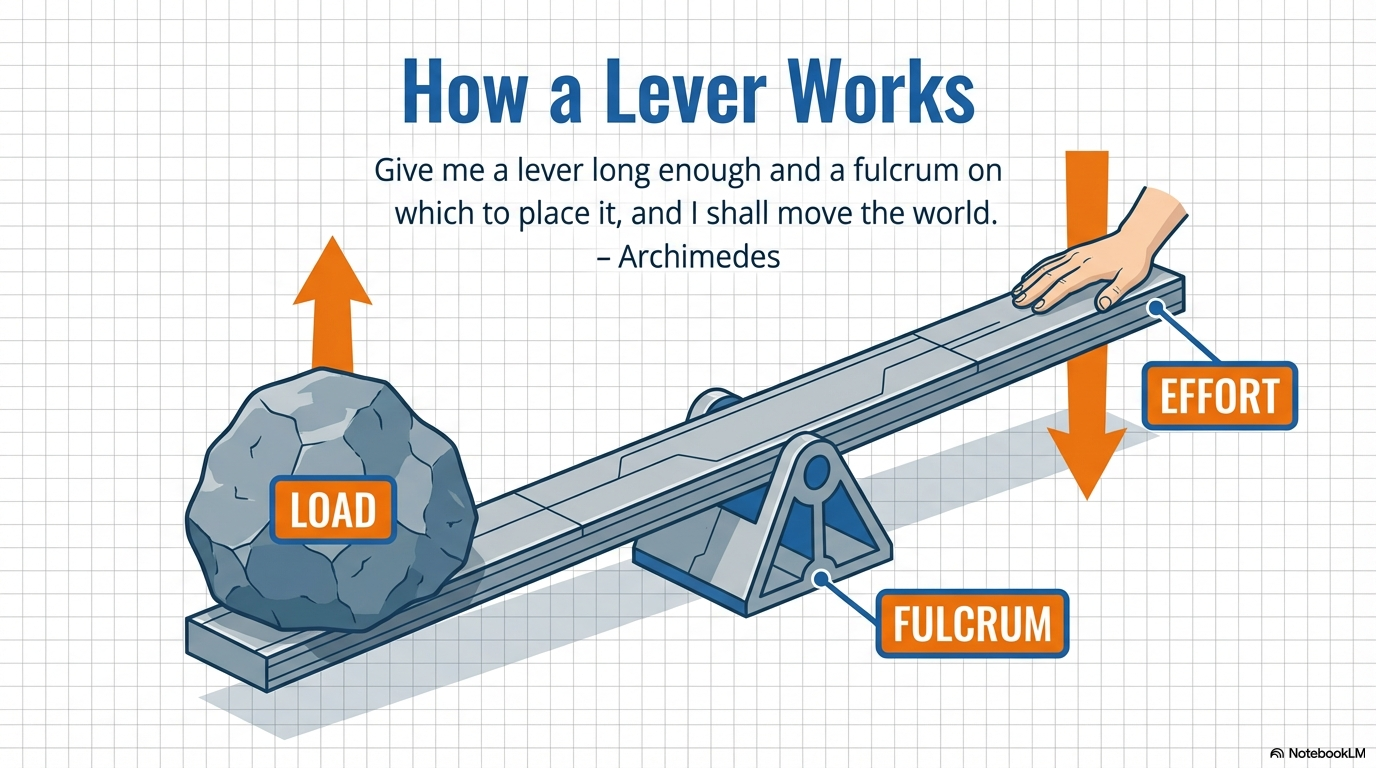 How a Lever Works
Give me a lever long enough and a fulcrum on
which to place it, and I shall move the world.
– Archimedes
EFFORT
LOAD
FULCRUM
NotebookLM